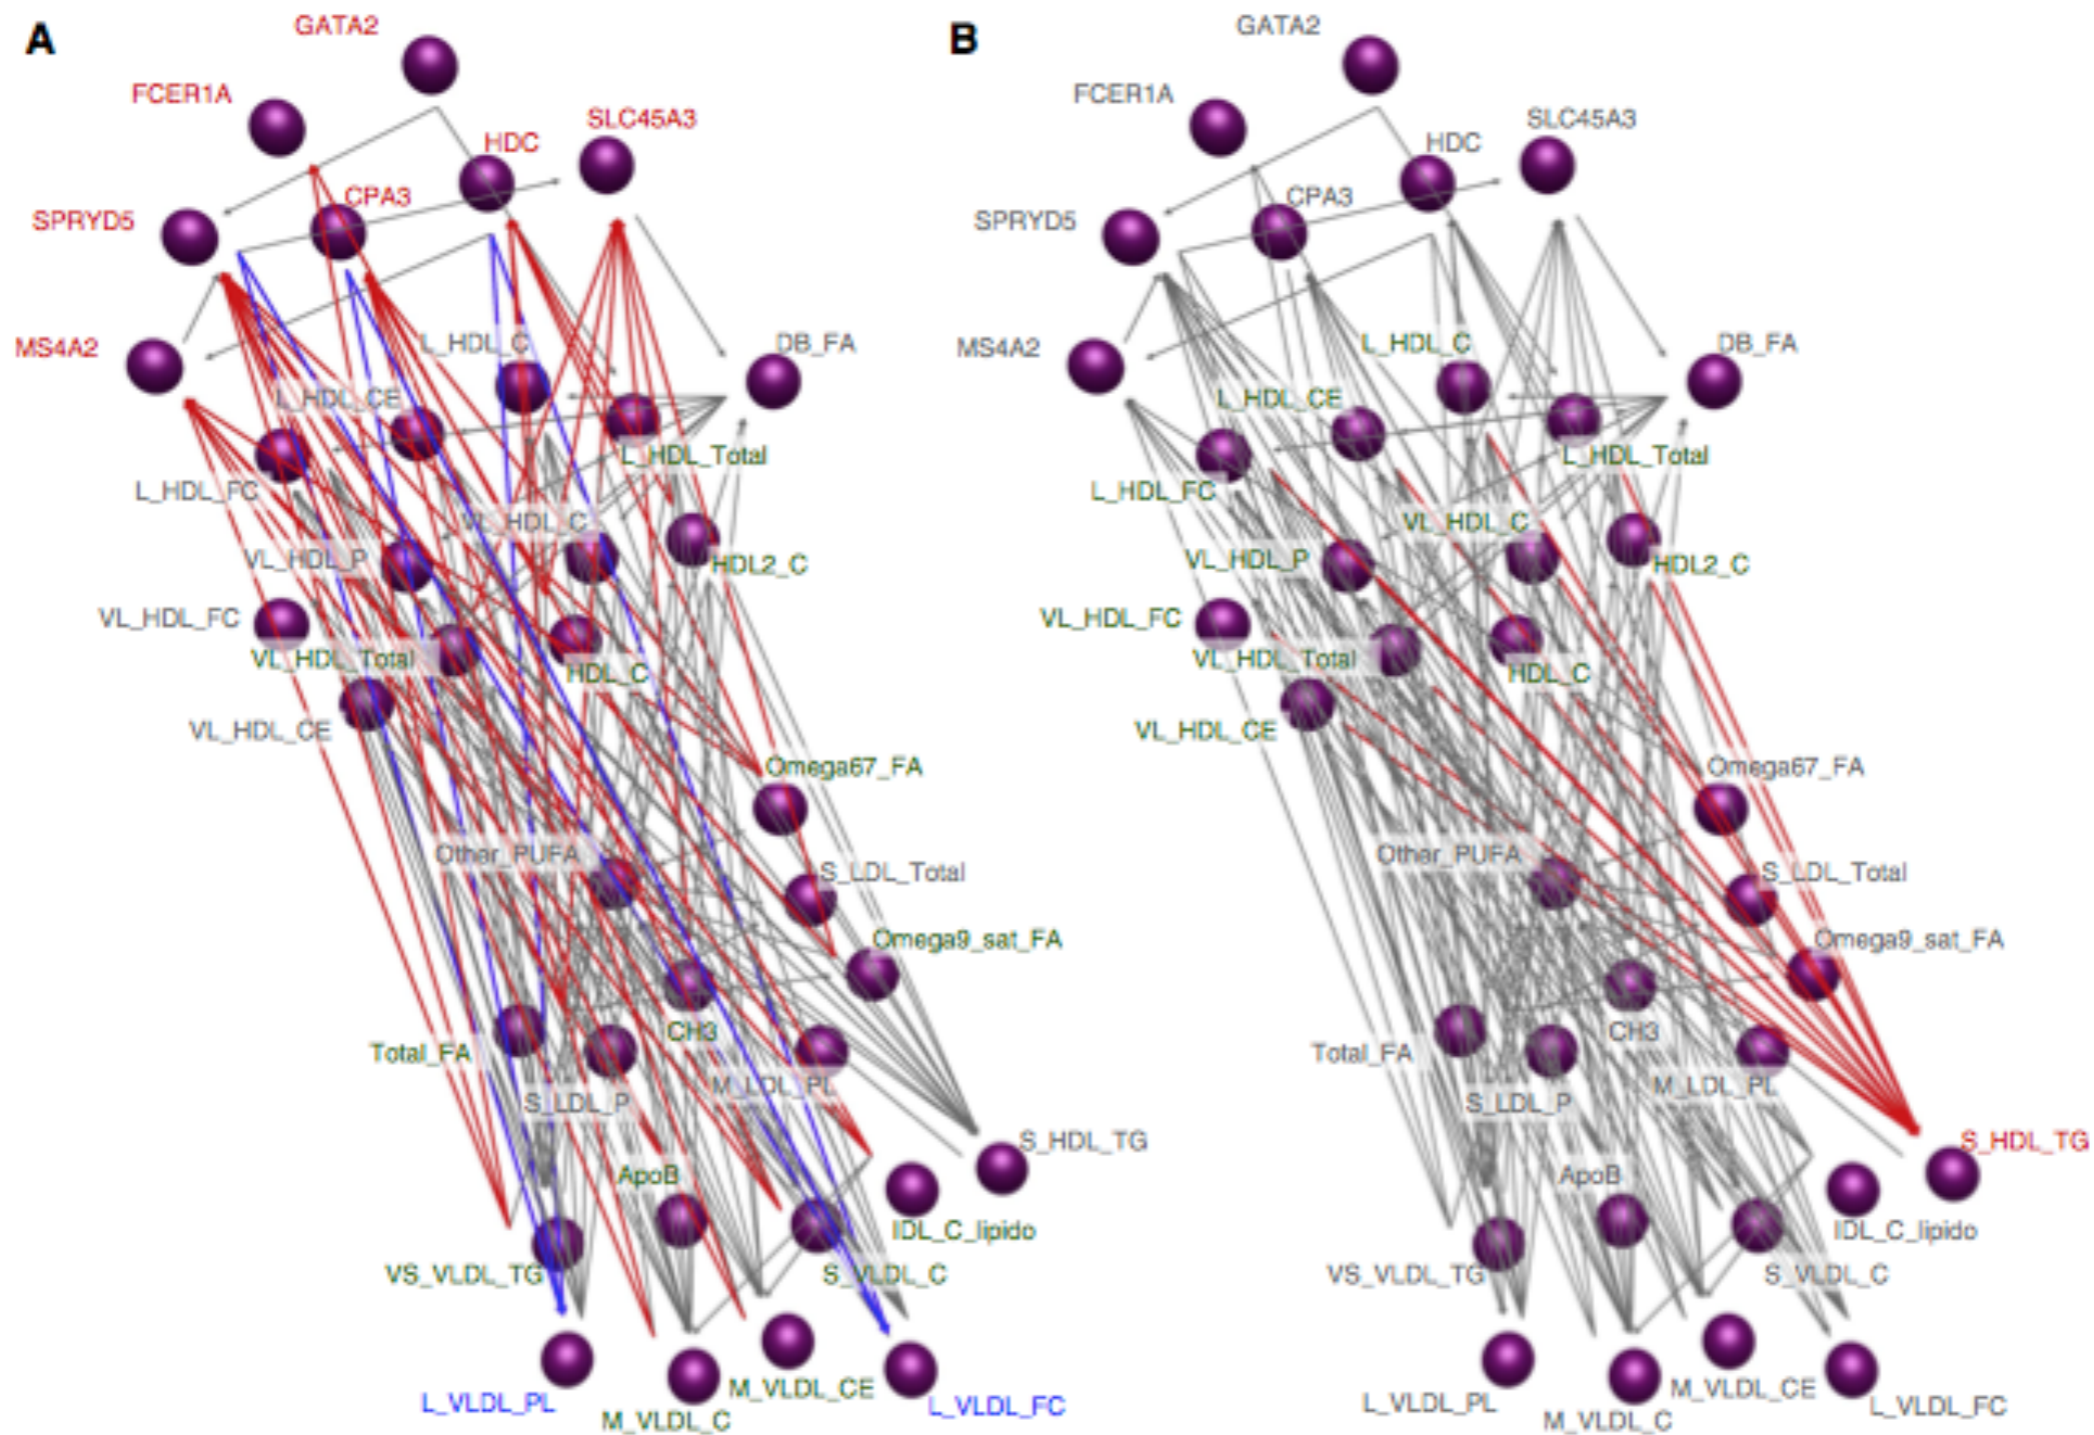 A
GATA2
FCER1A
SLC45A3
HDC
CPA3
SPRYD5
MS4A2
L_HDL_C
DB_FA
L_HDL_CE
L_HDL_Total
L_HDL_FC
VL_HDL_C
VL_HDL_P
HDL2_C
VL_HDL_FC
VL_HDL_Total
HDL_C
VL_HDL_CE
Omega67_FA
Other_PUFA
S_LDL_Total
Omega9_sat_FA
CH3
Total_FA
M_LDL_PL
S_LDL_P
S_HDL_TG
ApoB
IDL_C_lipido
VS_VLDL_TG
S_VLDL_C
M_VLDL_CE
L_VLDL_PL
L_VLDL_FC
M_VLDL_C
B
GATA2
FCER1A
SLC45A3
HDC
CPA3
SPRYD5
MS4A2
L_HDL_C
DB_FA
L_HDL_CE
L_HDL_Total
L_HDL_FC
VL_HDL_C
VL_HDL_P
HDL2_C
VL_HDL_FC
VL_HDL_Total
HDL_C
VL_HDL_CE
Omega67_FA
Other_PUFA
S_LDL_Total
Omega9_sat_FA
CH3
Total_FA
M_LDL_PL
S_LDL_P
S_HDL_TG
ApoB
IDL_C_lipido
VS_VLDL_TG
S_VLDL_C
M_VLDL_CE
L_VLDL_PL
L_VLDL_FC
M_VLDL_C